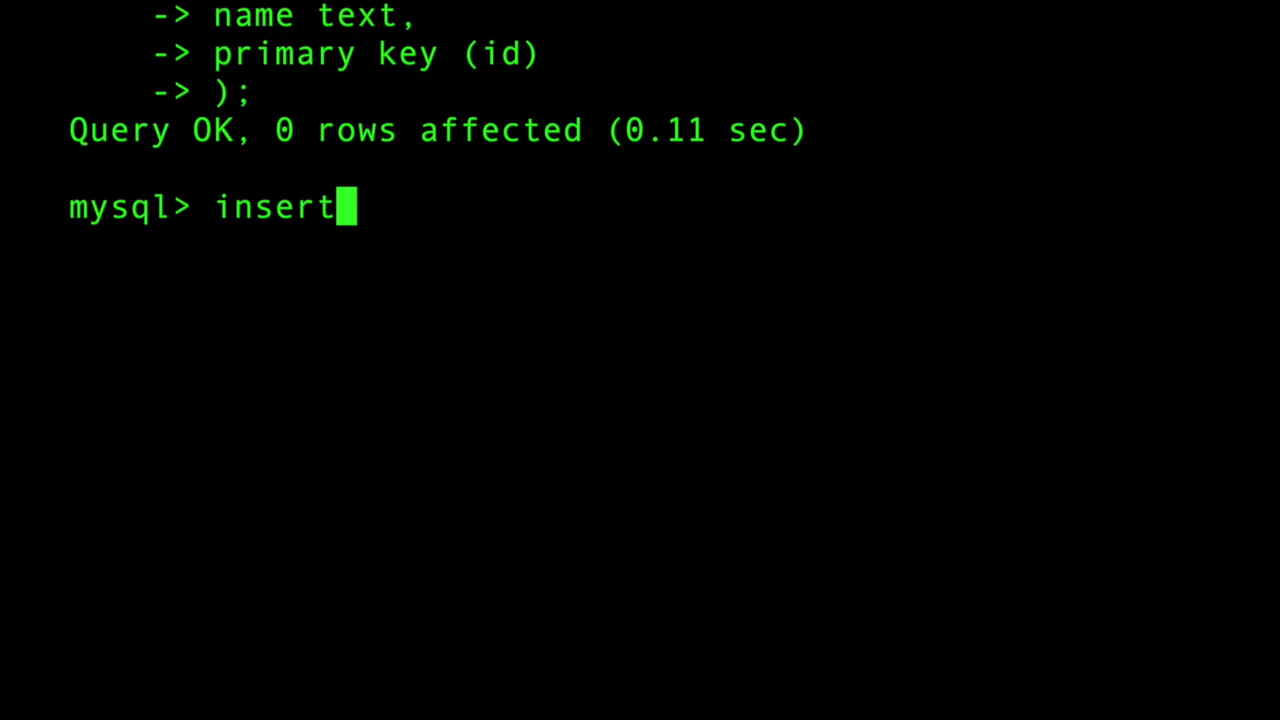 -> name text,
-> primary key (id)
-> );
Query OK, 0 rows affected (0.11 sec)
mysql> insert